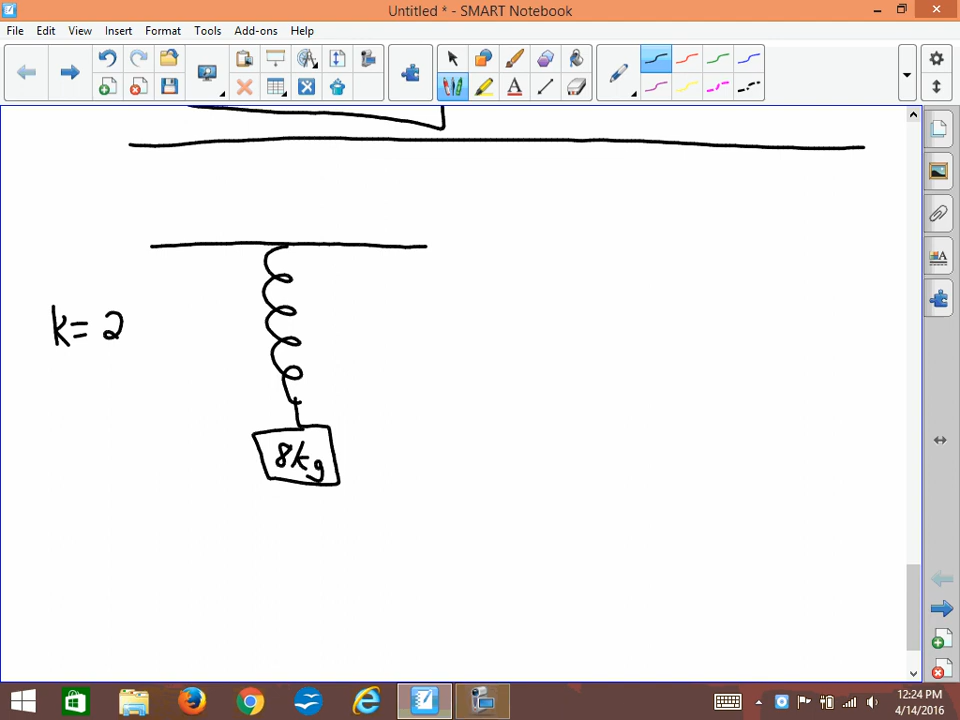 Untitled * - SMART Notebook
File Edit View Insert Format Tools Add-ons Help
k= 2
8kg
12:24 PM
4/14/2016